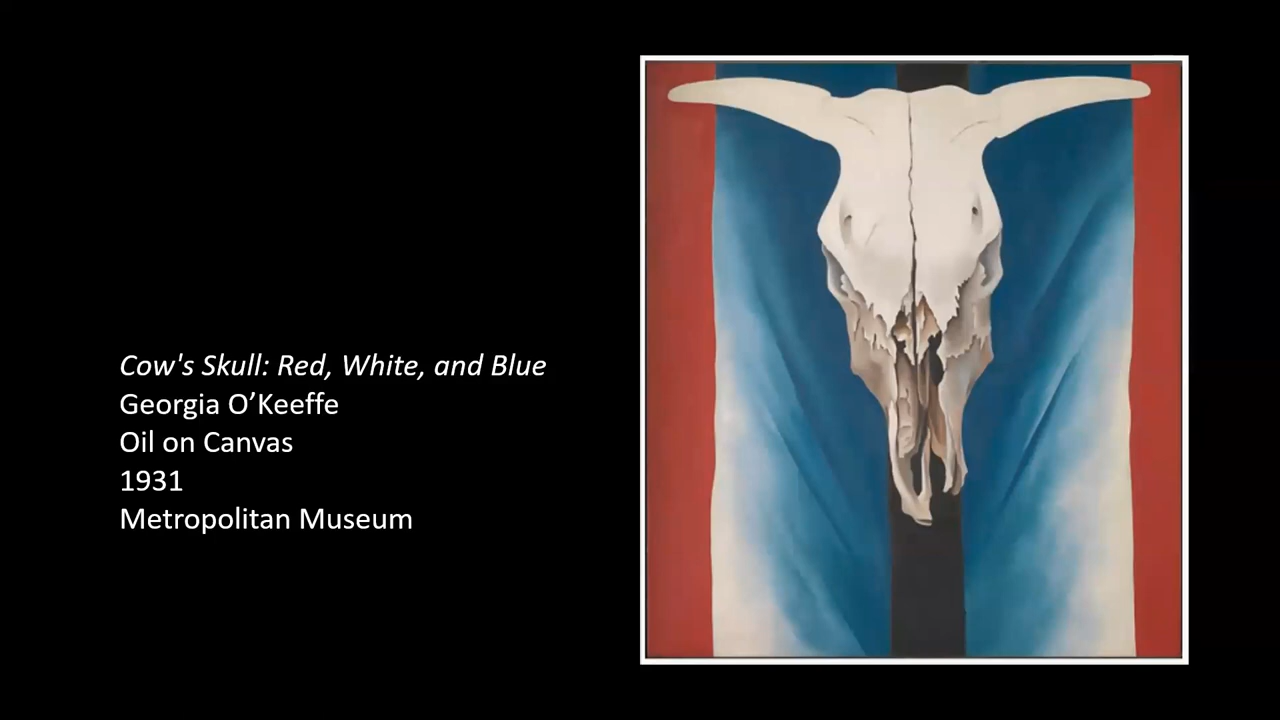 Cow's Skull: Red, White, and Blue
Georgia O’Keeffe
Oil on Canvas
1931
Metropolitan Museum